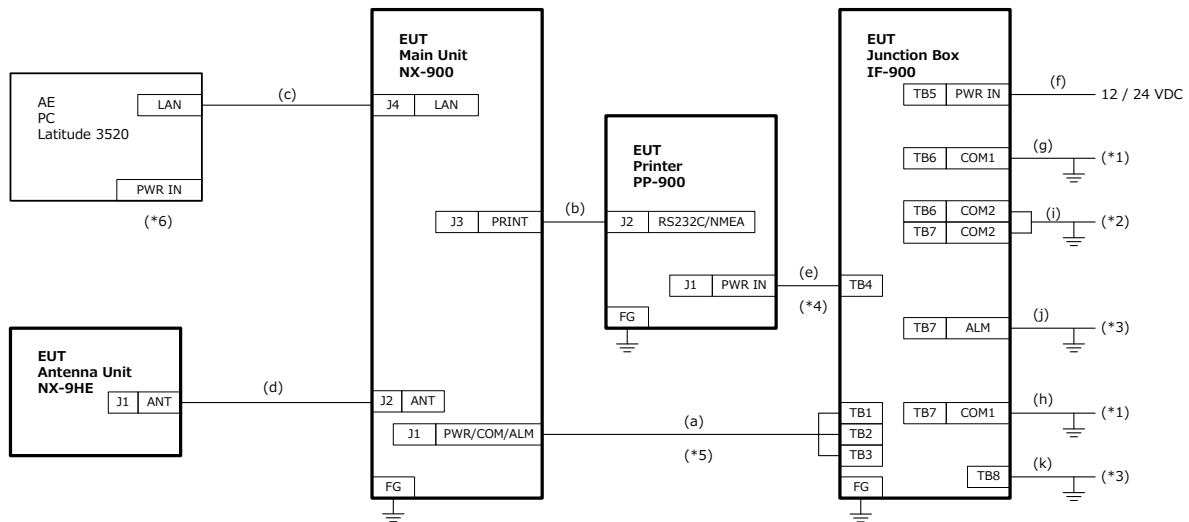 AE
PC
Latitude 3520
LAN
PWR IN
(*6)
(c)
EUT
Main Unit
NX-900
J4 LAN
J3 PRINT
J2 ANT
J1 PWR/COM/ALM
FG
EUT
Antenna Unit
NX-9HE
J1 ANT
(d)
(b)
EUT
Printer
PP-900
J2 RS232C/NMEA
J1 PWR IN
FG
(e)
(*4)
(a)
(*5)
EUT
Junction Box
IF-900
TB5 PWR IN
TB6 COM1
TB6 COM2
TB7 COM2
TB4
TB7 ALM
TB1
TB2
TB3
TB7 COM1
TB8
FG
(f)
12 / 24 VDC
(g)
(*1)
(i)
(*2)
(j)
(*3)
(h)
(*1)
(k)
(*3)